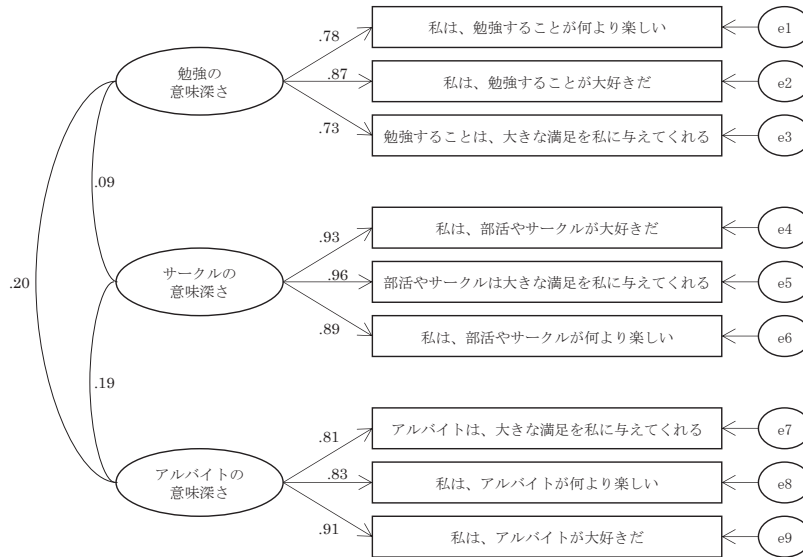 .78
私は、勉強することが何より楽しい
e1
勉強の
意味深さ
.87
私は、勉強することが大好きだ
e2
.73
勉強することは、大きな満足を私に与えてくれる
e3
.09
.93
私は、部活やサークルが大好きだ
e4
.20
サークルの
意味深さ
.96
部活やサークルは大きな満足を私に与えてくれる
e5
.89
私は、部活やサークルが何より楽しい
e6
.19
.81
アルバイトは、大きな満足を私に与えてくれる
e7
アルバイトの
意味深さ
.83
私は、アルバイトが何より楽しい
e8
.91
私は、アルバイトが大好きだ
e9